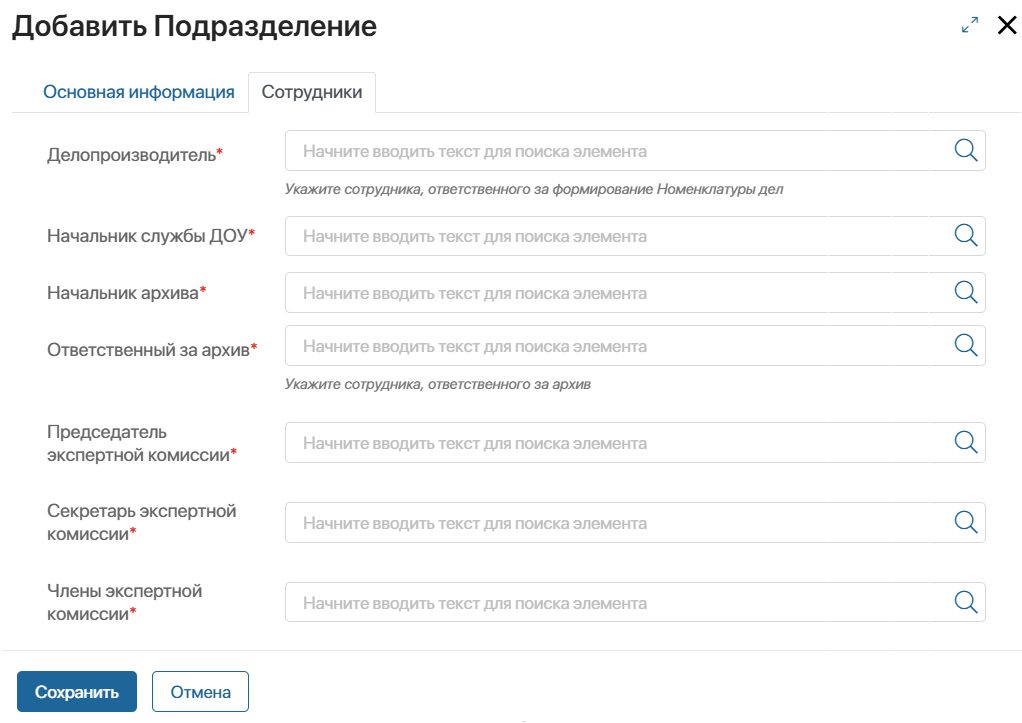 Добавить Подразделение
Основная информация
Сотрудники
Делопроизводитель*
Начните вводить текст для поиска элемента
Укажите сотрудника, ответственного за формирование Номенклатуры дел
Начальник службы ДОУ*
Начните вводить текст для поиска элемента
Начальник архива*
Начните вводить текст для поиска элемента
Ответственный за архив*
Начните вводить текст для поиска элемента
Укажите сотрудника, ответственного за архив
Председатель
экспертной комиссии*
Начните вводить текст для поиска элемента
Секретарь экспертной
комиссии*
Начните вводить текст для поиска элемента
Члены экспертной
комиссии*
Начните вводить текст для поиска элемента
Сохранить
Отмена